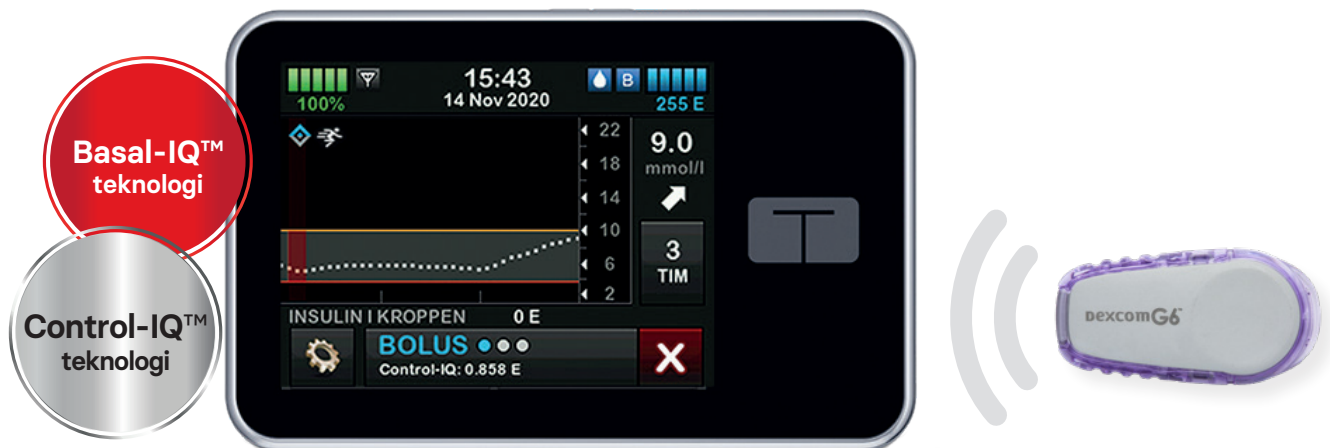 Basal-IQ™
teknologi
Control-IQ™
teknologi
100%
15:43
14 Nov 2020
B
255 E
22
18
14
10
6
2
9.0
mmol/l
3
TIM
INSULIN I KROPPEN 0 E
BOLUS
Control-IQ: 0.858 E
X
Dexcom G6